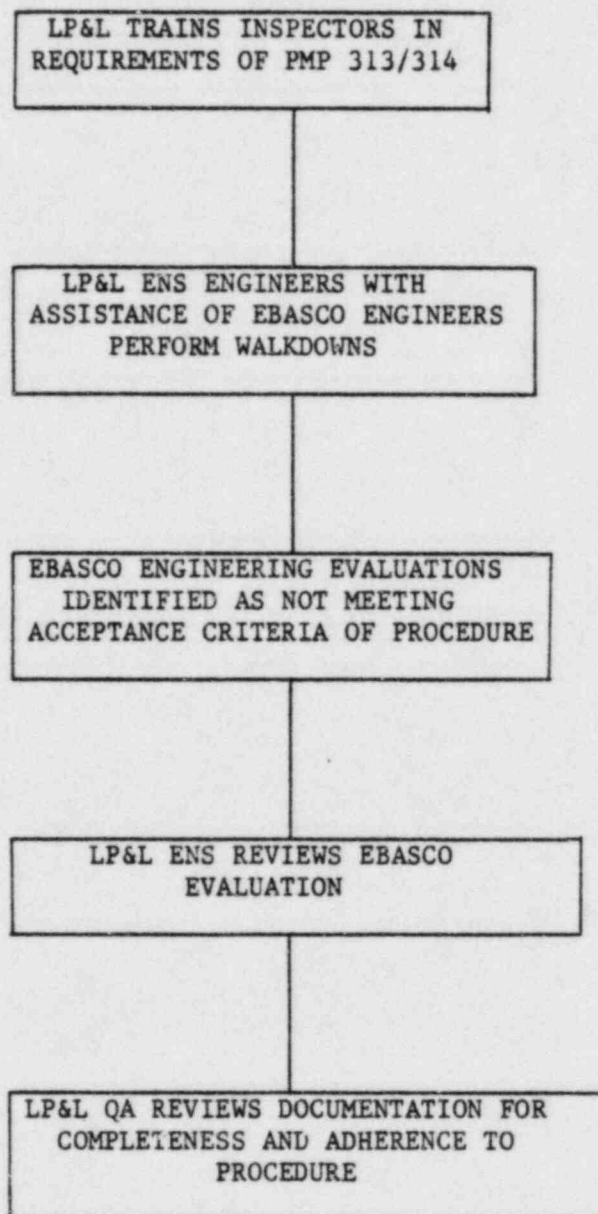 LP&L TRAINS INSPECTORS IN
REQUIREMENTS OF PMP 313/314
LP&L ENS ENGINEERS WITH
ASSISTANCE OF EBASCO ENGINEERS
PERFORM WALKDOWNS
EBASCO ENGINEERING EVALUATIONS
IDENTIFIED AS NOT MEETING
ACCEPTANCE CRITERIA OF PROCEDURE
LP&L ENS REVIEWS EBASCO
EVALUATION
LP&L QA REVIEWS DOCUMENTATION FOR
COMPLETENESS AND ADHERENCE TO
PROCEDURE